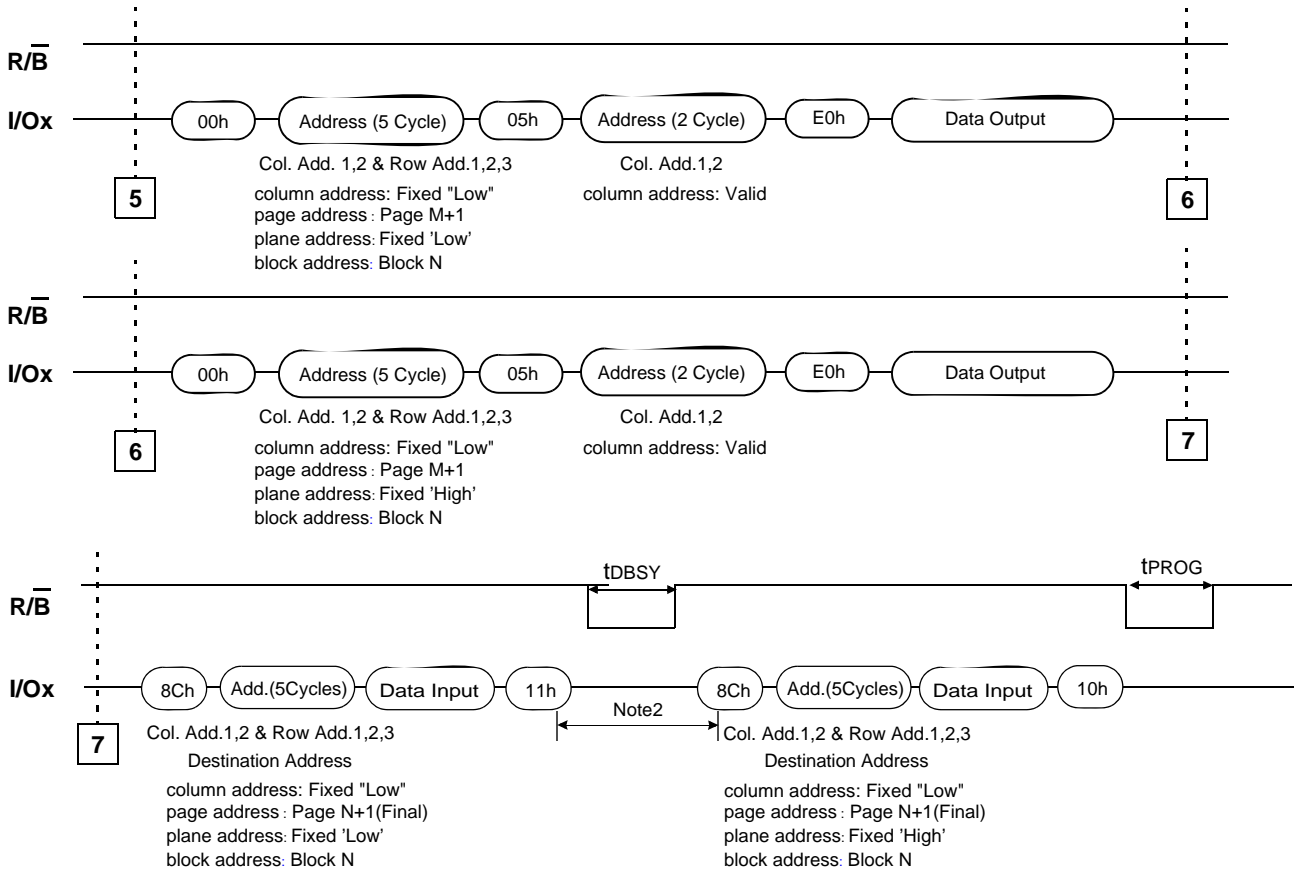 R/B
I/Ox
00h Address (5 Cycle) 05h Address (2 Cycle) E0h Data Output
Col. Add. 1,2 & Row Add.1,2,3 Col. Add.1,2
column address: Fixed "Low" column address: Valid
page address : Page M+1
plane address: Fixed 'Low'
block address: Block N
5 6
R/B
I/Ox
00h Address (5 Cycle) 05h Address (2 Cycle) E0h Data Output
Col. Add. 1,2 & Row Add.1,2,3 Col. Add.1,2
column address: Fixed "Low" column address: Valid
page address : Page M+1
plane address: Fixed 'High'
block address: Block N
6 7
tDBSY tPROG
R/B
I/Ox
8Ch Add.(5Cycles) Data Input 11h 8Ch Add.(5Cycles) Data Input 10h
Note2
7
Col. Add.1,2 & Row Add.1,2,3 Col. Add.1,2 & Row Add.1,2,3
Destination Address Destination Address
column address: Fixed "Low" column address: Fixed "Low"
page address : Page N+1(Final) page address : Page N+1(Final)
plane address: Fixed 'Low' plane address: Fixed 'High'
block address: Block N block address: Block N